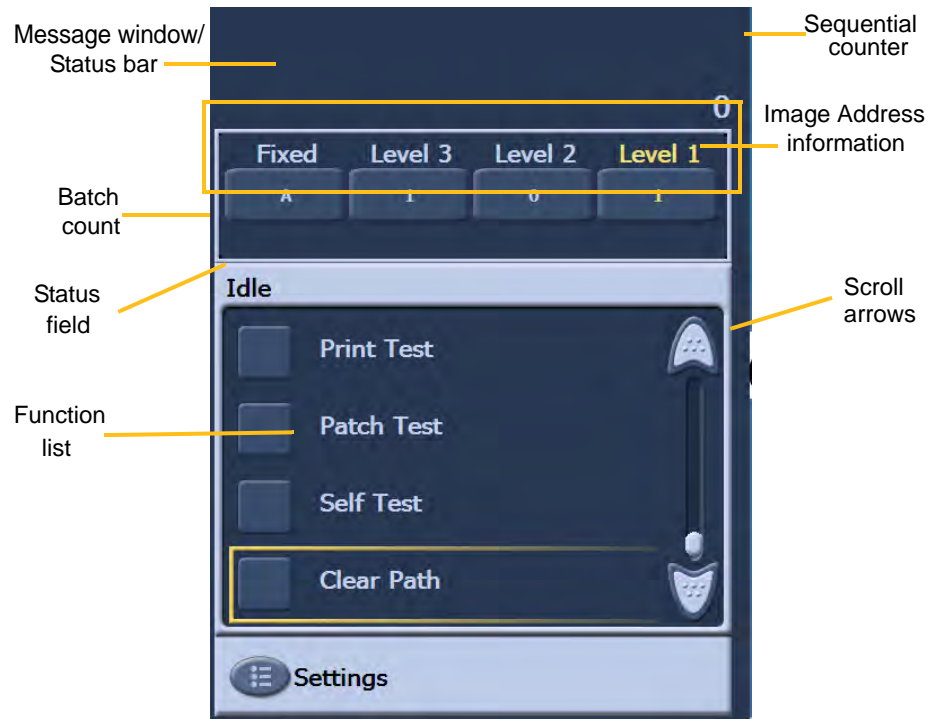 Message window/
Status bar
Sequential
counter
0
Image Address
information
Fixed Level 3 Level 2 Level 1
A 1 0 1
Batch
count
Status
field
Idle
Scroll
arrows
Print Test
Function
list
Patch Test
Self Test
Clear Path
Settings